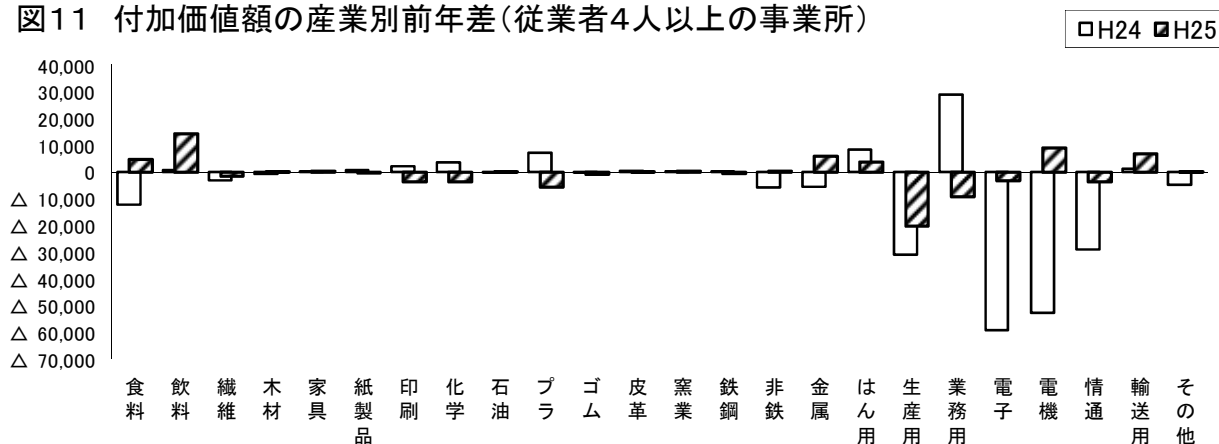 図11 付加価値額の産業別前年差(従業者4人以上の事業所)
□H24 H25
40,000
30,000
20,000
10,000
0
△ 10,000
△ 20,000
△ 30,000
△ 40,000
△ 50,000
△ 60,000
△ 70,000
食料
飲料
繊維
木材
家具
紙製品
印刷
化学
石油
プラ
ゴム
皮革
窯業
鉄鋼
非鉄
金属
はん用
生産用
業務用
電子
電機
情通
輸送用
その他